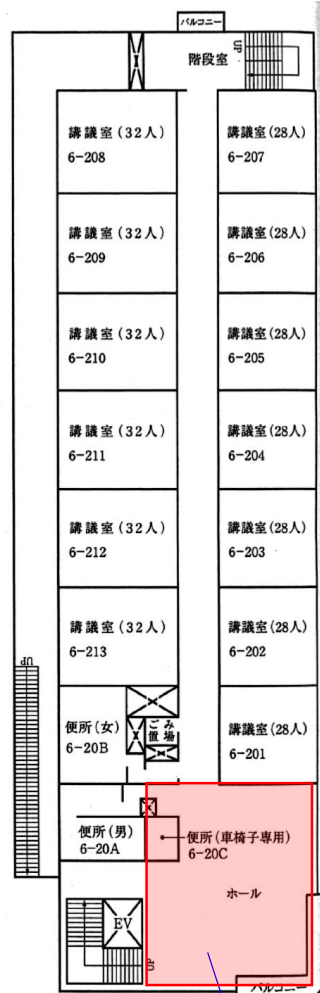 バルコニー
階段室
UP
講議室(32人)
6-208
講議室(28人)
6-207
講議室(32人)
6-209
講議室(28人)
6-206
講議室(32人)
6-210
講議室(28人)
6-205
講議室(32人)
6-211
講議室(28人)
6-204
講議室(32人)
6-212
講議室(28人)
6-203
講議室(32人)
6-213
講議室(28人)
6-202
UP
便所(女)
6-20B
ごみ
置場
講議室(28人)
6-201
便所(男)
6-20A
便所(車椅子専用)
6-20C
ホール
EV
UP
バルコニー